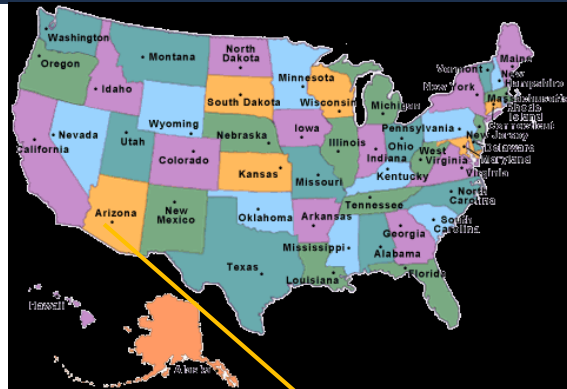 Washington
Montana
North
Dakota
Minnesota
Oregon
Idaho
South Dakota
Wisconsin
Michigan
Vermont
Maine
New
Hampshire
New York
Massachusetts
Rhode
Island
Connecticut
New
Jersey
Delaware
Maryland
Wyoming
Nebraska
Iowa
Illinois
Indiana
Ohio
Pennsylvania
West
Virginia
Virginia
Nevada
Utah
California
Colorado
Kansas
Missouri
Kentucky
Tennessee
North
Carolina
South
Carolina
Arizona
New
Mexico
Oklahoma
Arkansas
Mississippi
Alabama
Georgia
Texas
Louisiana
Florida
Hawaii
Alaska